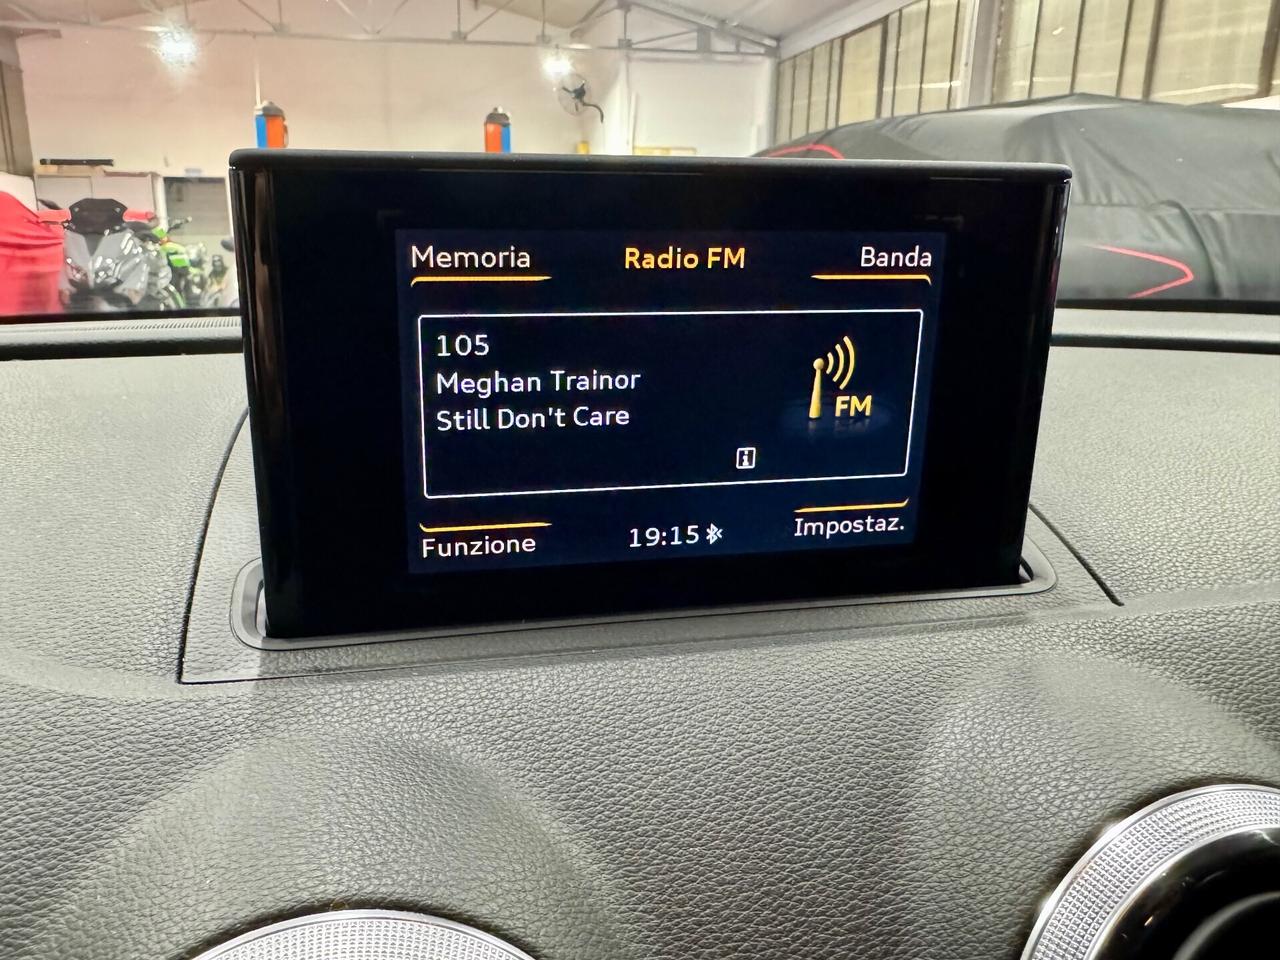 Memoria
Radio FM
Banda
105
Meghan Trainor
Still Don't Care
FM
Funzione
19:15
Impostaz.